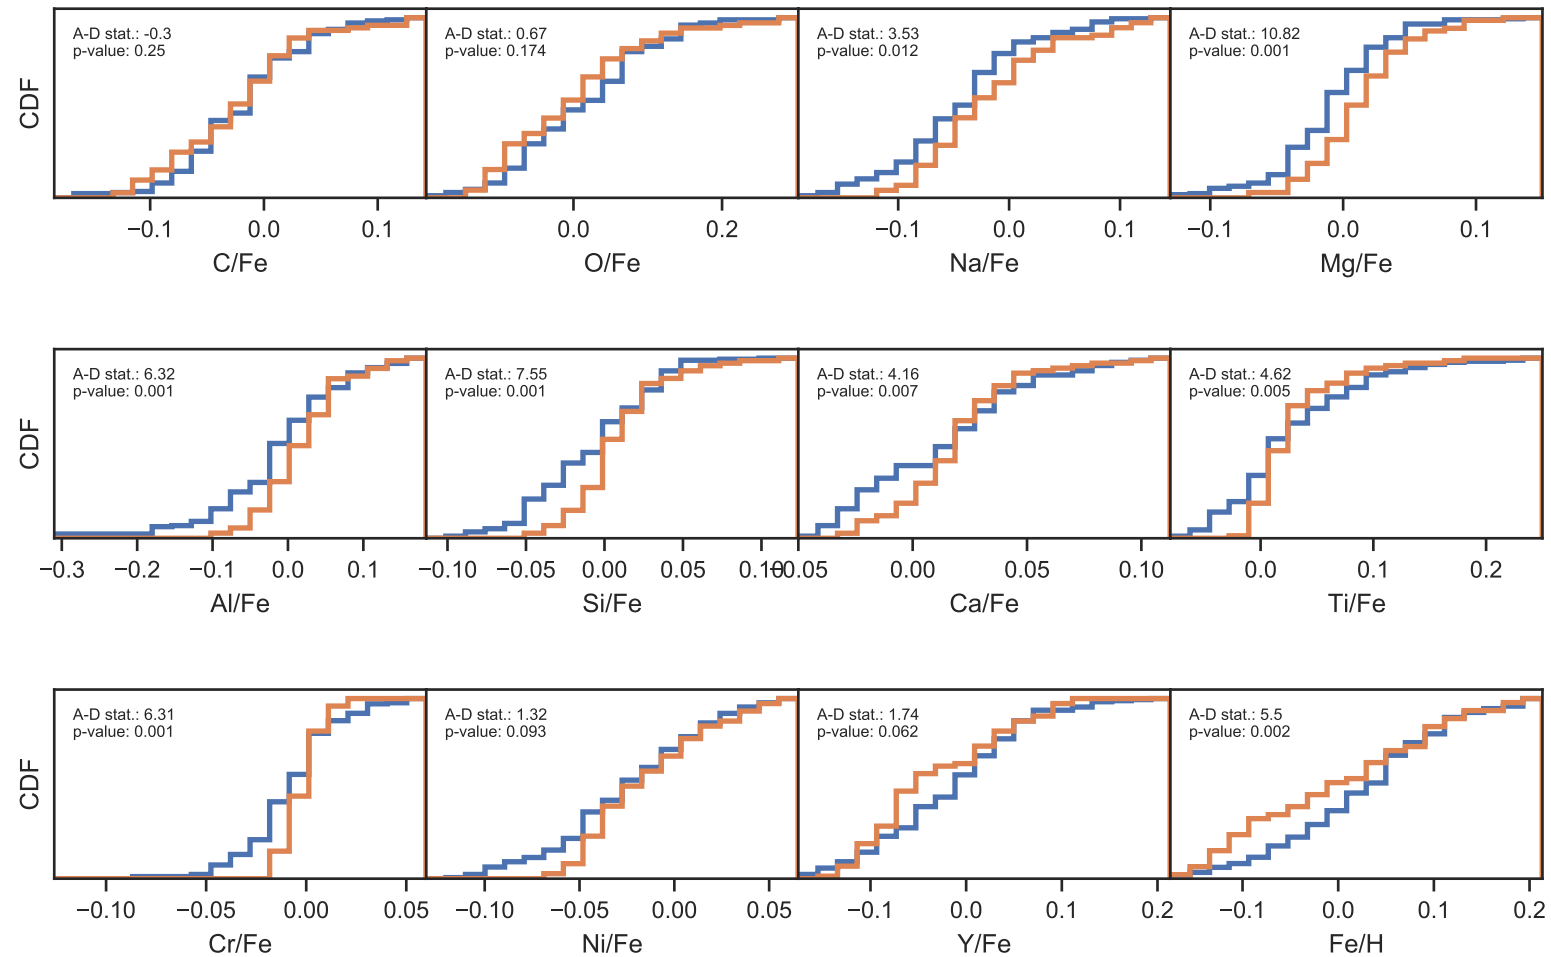 A-D stat.: -0.3
p-value: 0.25
A-D stat.: 0.67
p-value: 0.174
A-D stat.: 3.53
p-value: 0.012
A-D stat.: 10.82
p-value: 0.001
CDF
−0.1 0.0 0.1
0.0 0.2
−0.1 0.0 0.1
−0.1 0.0 0.1
C/Fe
O/Fe
Na/Fe
Mg/Fe
A-D stat.: 6.32
p-value: 0.001
A-D stat.: 7.55
p-value: 0.001
A-D stat.: 4.16
p-value: 0.007
A-D stat.: 4.62
p-value: 0.005
CDF
−0.3 −0.2 −0.1 0.0 0.1
−0.10 −0.05 0.00 0.05 0.10
−0.05 0.00 0.05 0.10
0.0 0.1 0.2
Al/Fe
Si/Fe
Ca/Fe
Ti/Fe
A-D stat.: 6.31
p-value: 0.001
A-D stat.: 1.32
p-value: 0.093
A-D stat.: 1.74
p-value: 0.062
A-D stat.: 5.5
p-value: 0.002
CDF
−0.10 −0.05 0.00 0.05
−0.10 −0.05 0.00 0.05
−0.1 0.0 0.1 0.2
−0.1 0.0 0.1 0.2
Cr/Fe
Ni/Fe
Y/Fe
Fe/H